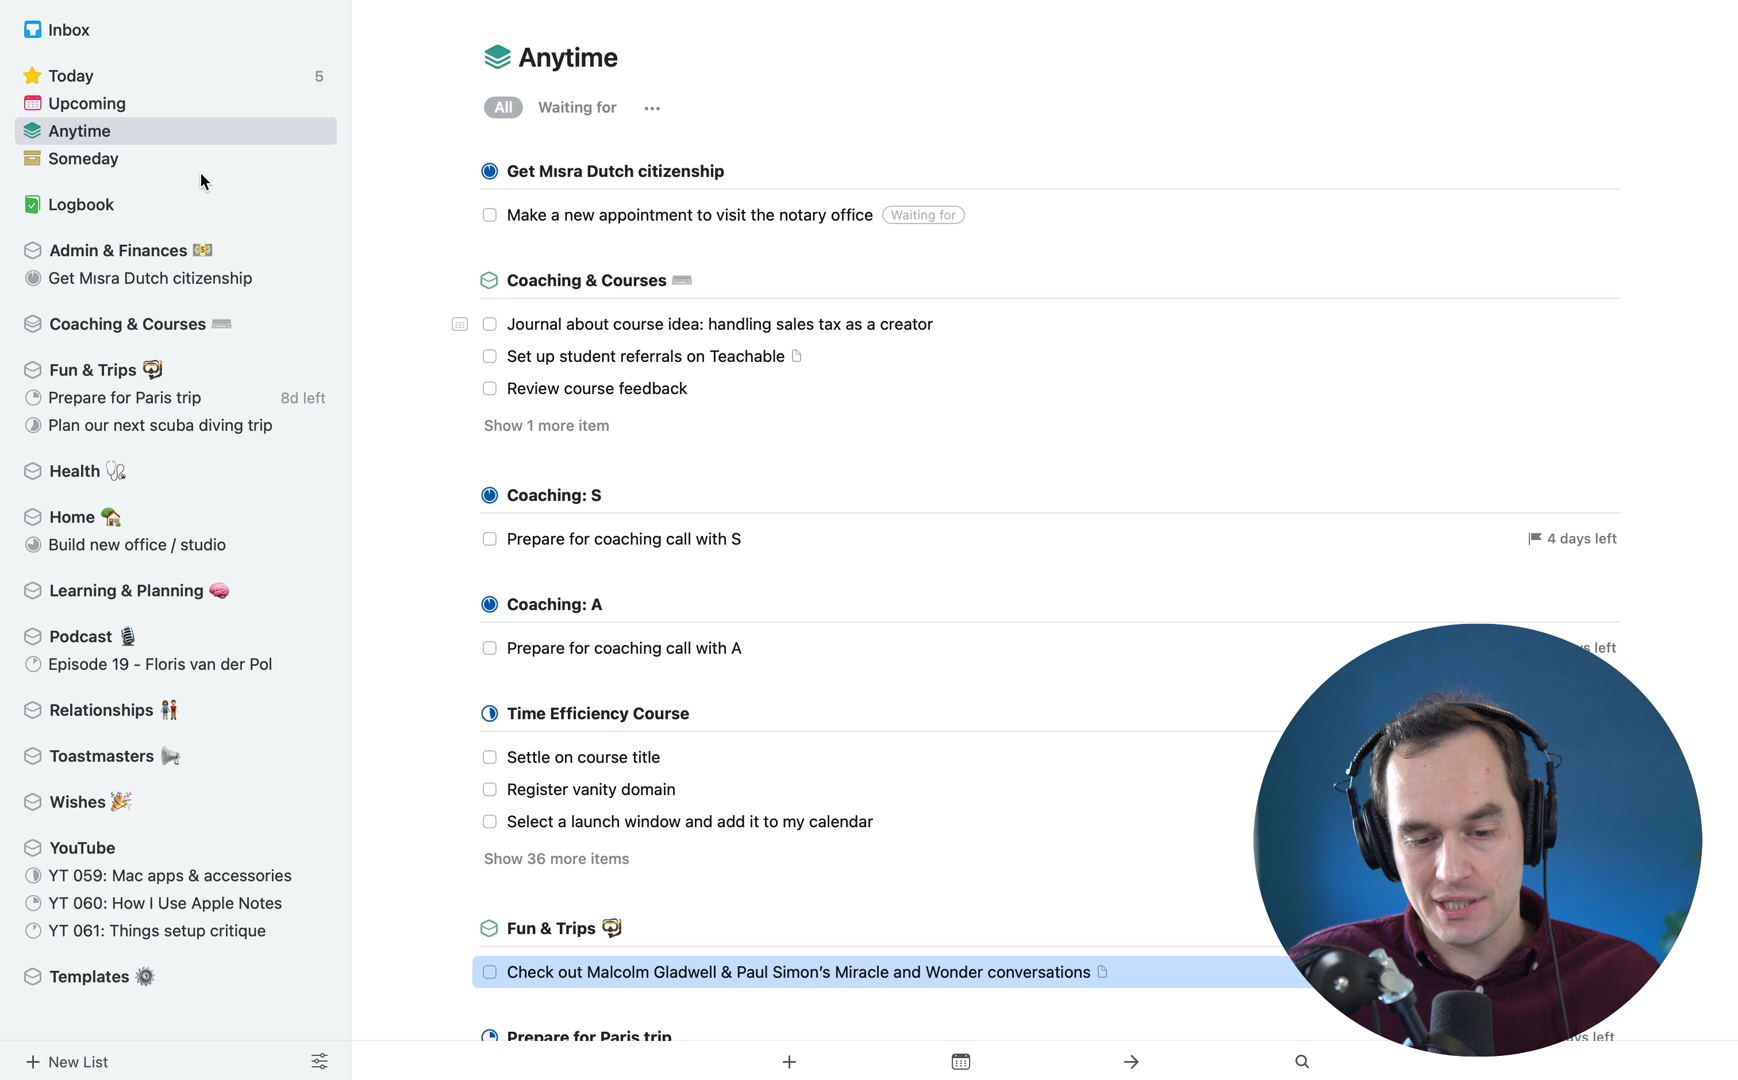 Inbox
Today 5
Upcoming
Anytime
Someday
Logbook
Admin & Finances
Get Mısra Dutch citizenship
Coaching & Courses
Fun & Trips
Prepare for Paris trip 8d left
Plan our next scuba diving trip
Health
Home
Build new office / studio
Learning & Planning
Podcast
Episode 19 - Floris van der Pol
Relationships
Toastmasters
Wishes
YouTube
YT 059: Mac apps & accessories
YT 060: How I Use Apple Notes
YT 061: Things setup critique
Templates
New List
Anytime
All Waiting for ...
Get Mısra Dutch citizenship
Make a new appointment to visit the notary office Waiting for
Coaching & Courses
Journal about course idea: handling sales tax as a creator
Set up student referrals on Teachable
Review course feedback
Show 1 more item
Coaching: S
Prepare for coaching call with S 4 days left
Coaching: A
Prepare for coaching call with A left
Time Efficiency Course
Settle on course title
Register vanity domain
Select a launch window and add it to my calendar
Show 36 more items
Fun & Trips
Check out Malcolm Gladwell & Paul Simon's Miracle and Wonder conversations
Prepare for Paris trip left